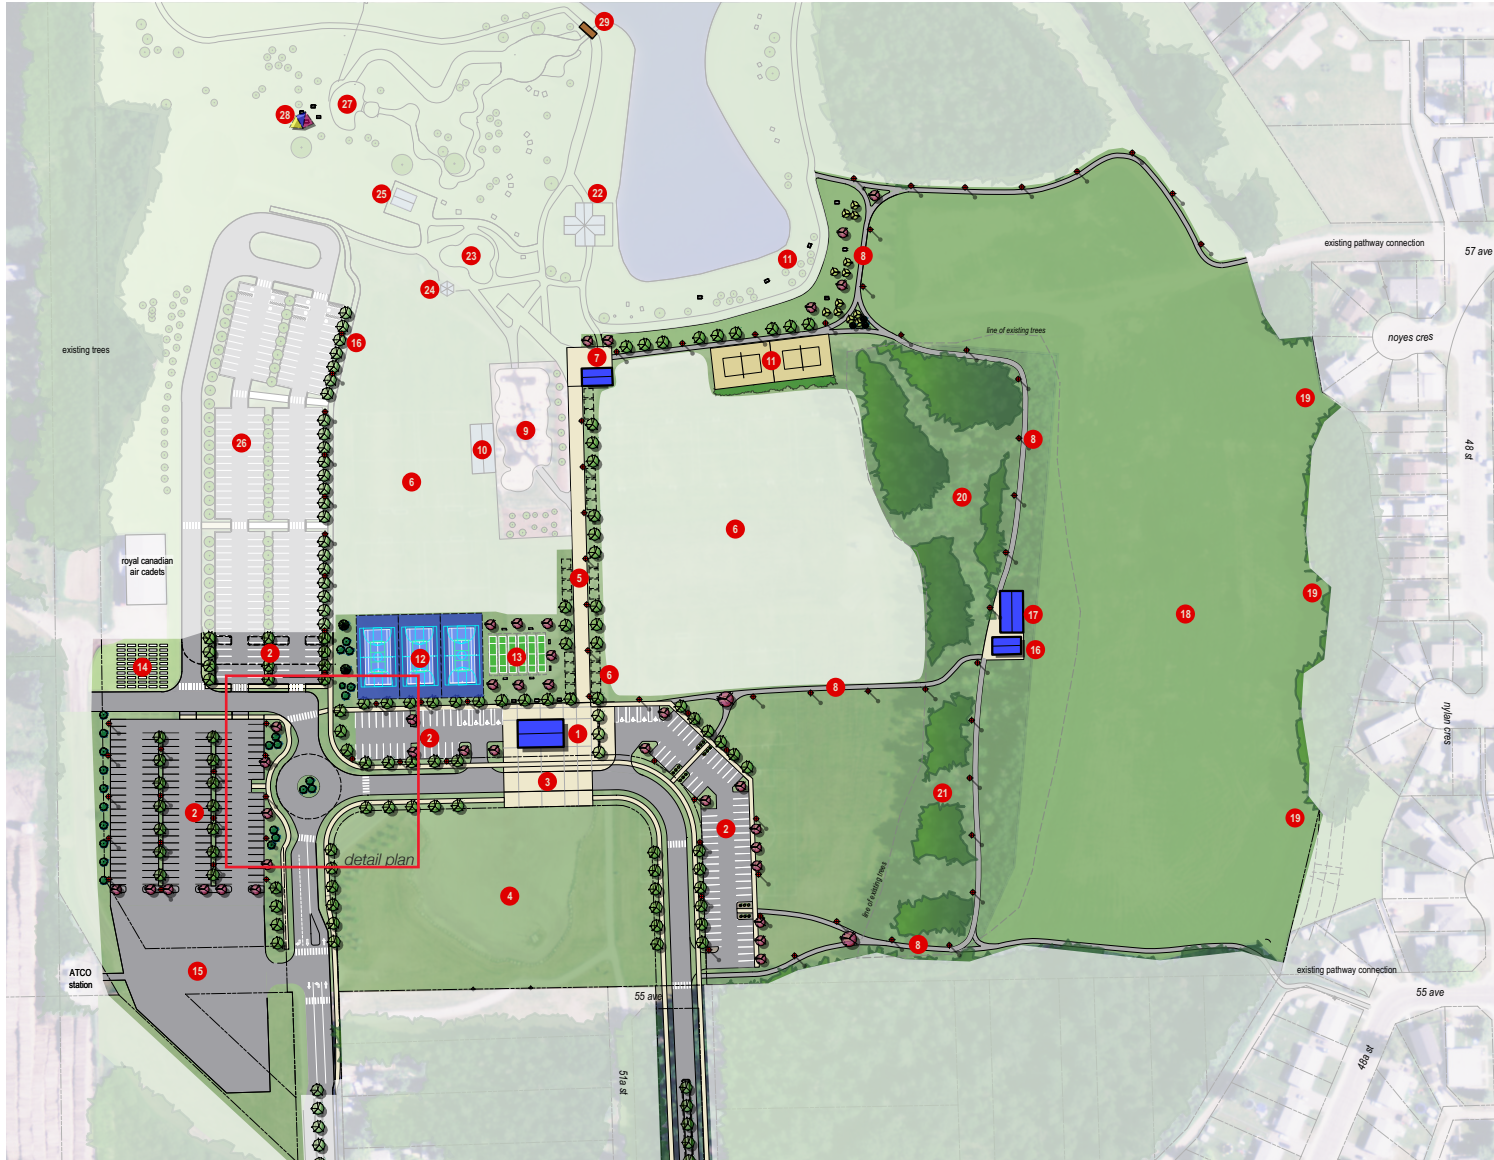 29
28
27
25
22
existing pathway connection
57 ave
23
11
8
24
line of existing trees
noyes cres
existing trees
16
7
11
19
9
8
26
10
48 st
6
20
6
royal canadian
air cadets
5
19
17
18
12
13
16
14
2
6
8
nylan cres
1
2
3
21
2
2
19
detail plan
line of existing trees
4
8
15
ATCO
station
existing pathway connection
55 ave
55 ave
48a st
51a st